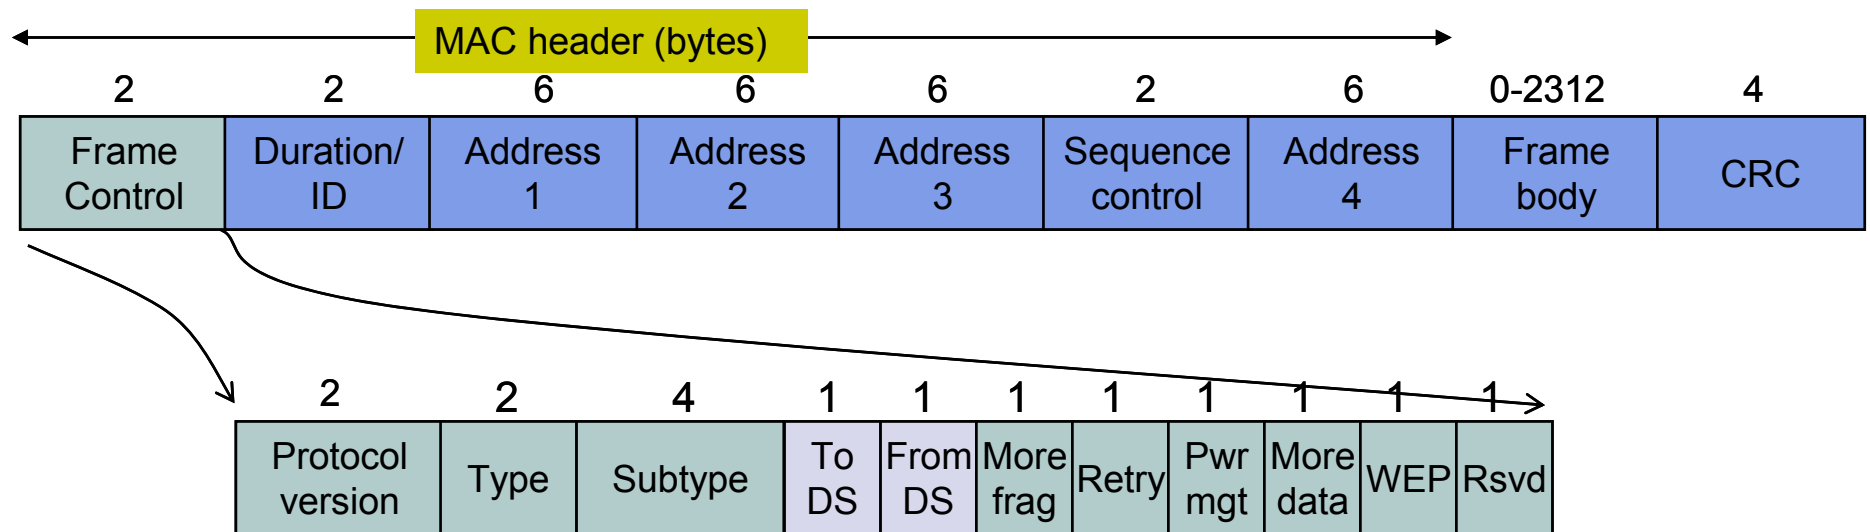 MAC header (bytes)
2 2 6 6 6 2 6 0-2312 4
Frame Control
Duration/ ID
Address 1
Address 2
Address 3
Sequence control
Address 4
Frame body
CRC
2 2 4 1 1 1 1 1 1 1 1
Protocol version
Type
Subtype
To DS
From DS
More frag
Retry
Pwr mgt
More data
WEP
Rsvd